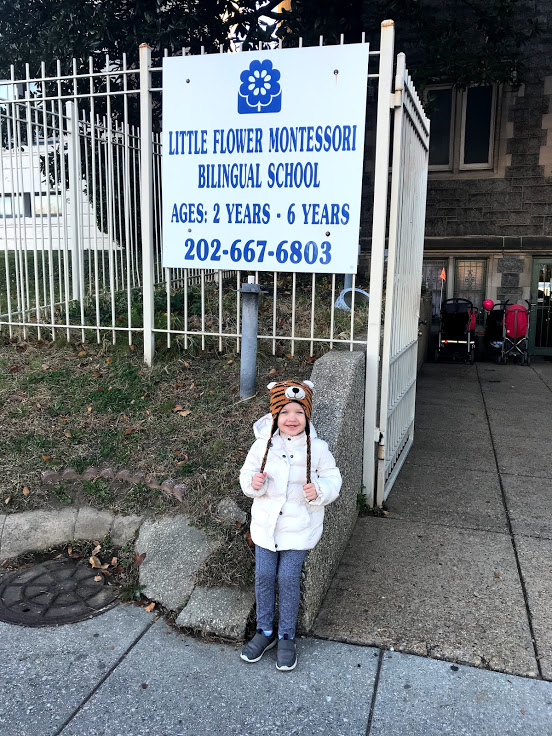 LITTLE FLOWER MONTESSORI
BILINGUAL SCHOOL
AGES: 2 YEARS - 6 YEARS
202-667-6803